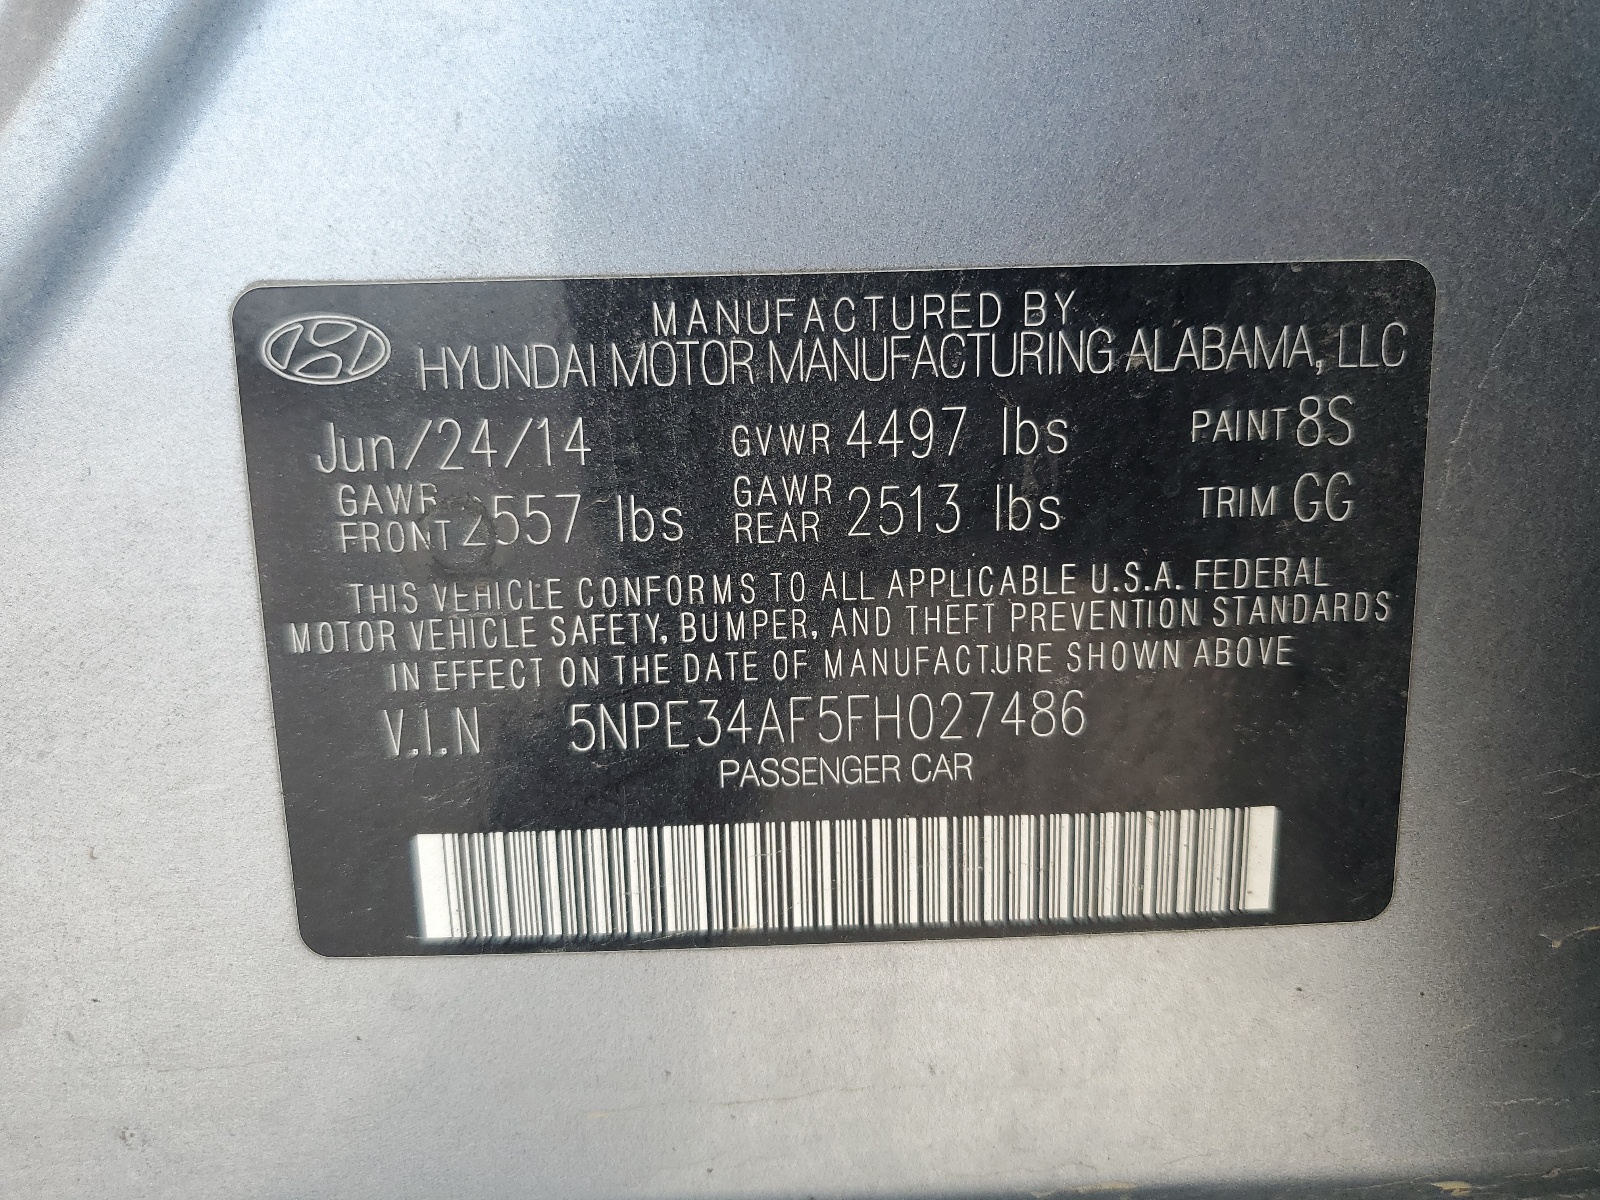 MANUFACTURED BY
HYUNDAI MOTOR MANUFACTURING ALABAMA, LLC
Jun/24/14 GVWR 4497 lbs PAINT 8S
GAWR FRONT 2557 lbs GAWR REAR 2513 lbs TRIM GG
THIS VEHICLE CONFORMS TO ALL APPLICABLE U.S.A. FEDERAL
MOTOR VEHICLE SAFETY, BUMPER, AND THEFT PREVENTION STANDARDS
IN EFFECT ON THE DATE OF MANUFACTURE SHOWN ABOVE
V.I.N 5NPE34AF5FH027486
PASSENGER CAR